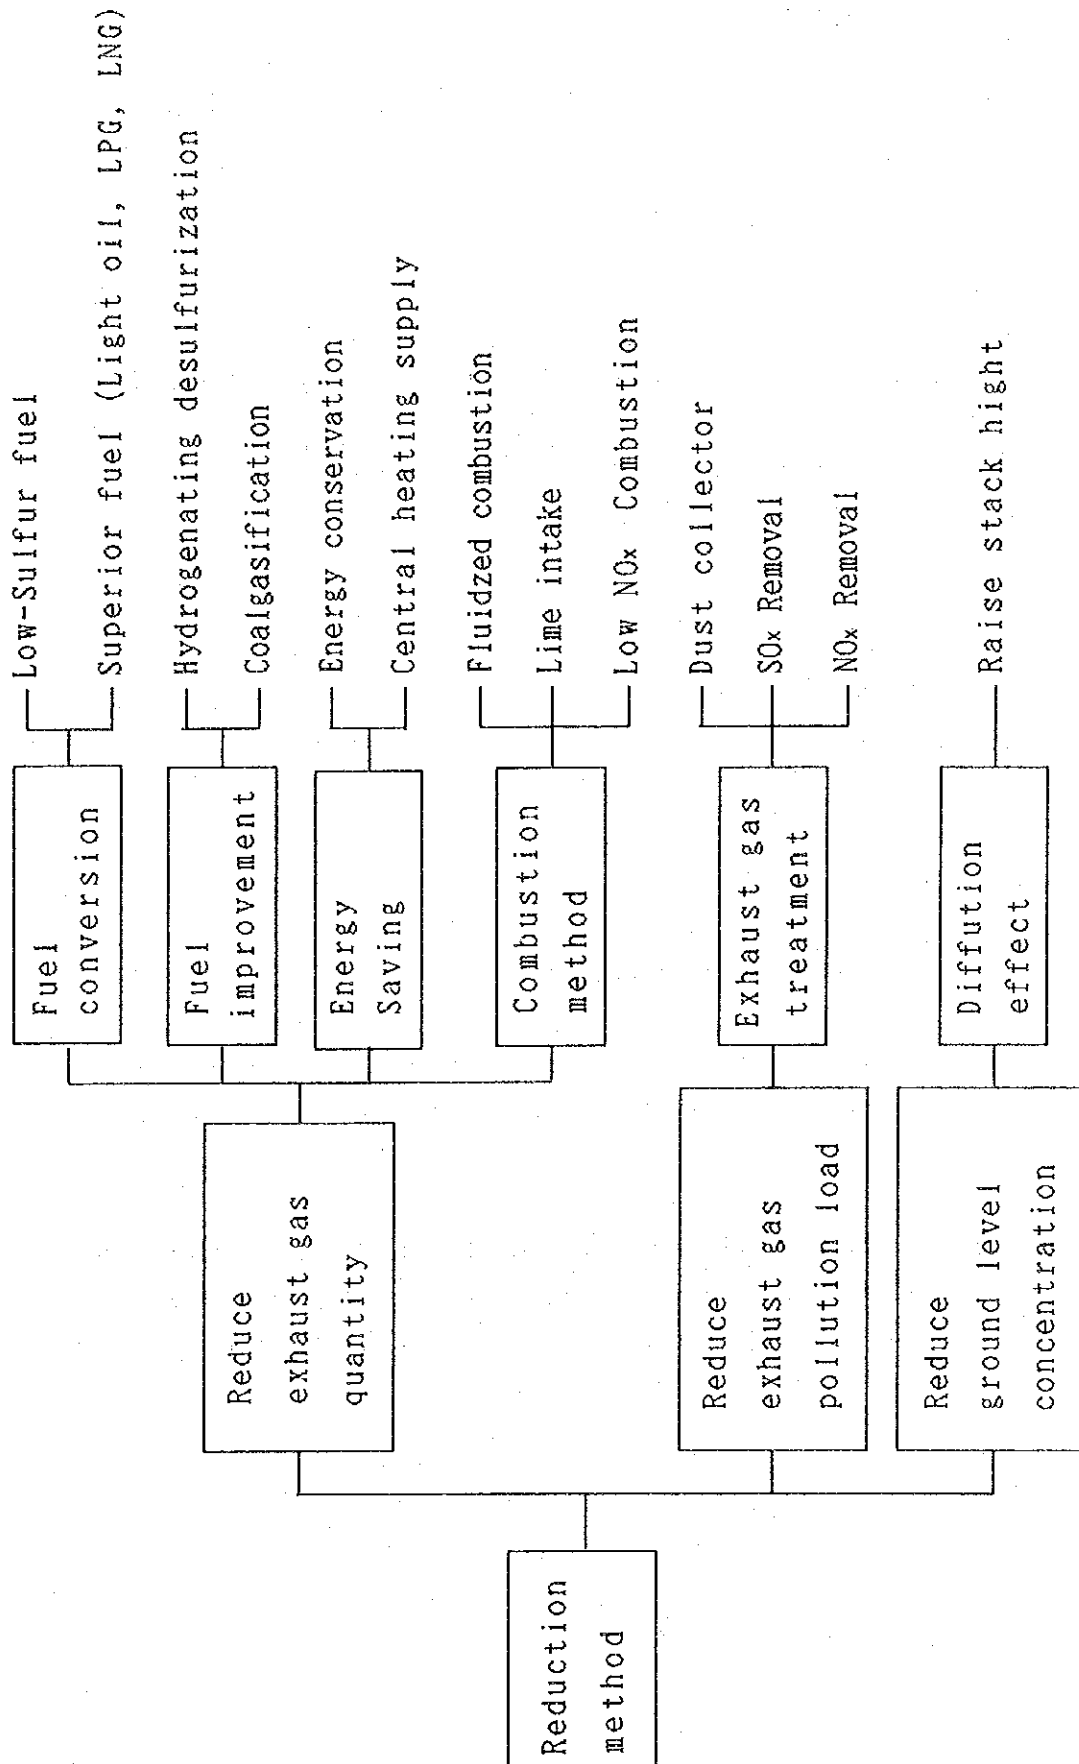 Reduction
method
Reduce
exhaust gas
quantity
Fuel
conversion
Low-Sulfur fuel
Superior fuel (Light oil, LPG, LNG)
Fuel
improvement
Hydrogenating desulfurization
Coalgasification
Energy
Saving
Energy conservation
Central heating supply
Combustion
method
Fluidzed combustion
Lime intake
Low NOx Combustion
Reduce
exhaust gas
pollution load
Exhaust gas
treatment
Dust collector
SOx Removal
NOx Removal
Reduce
ground level
concentration
Diffution
effect
Raise stack high